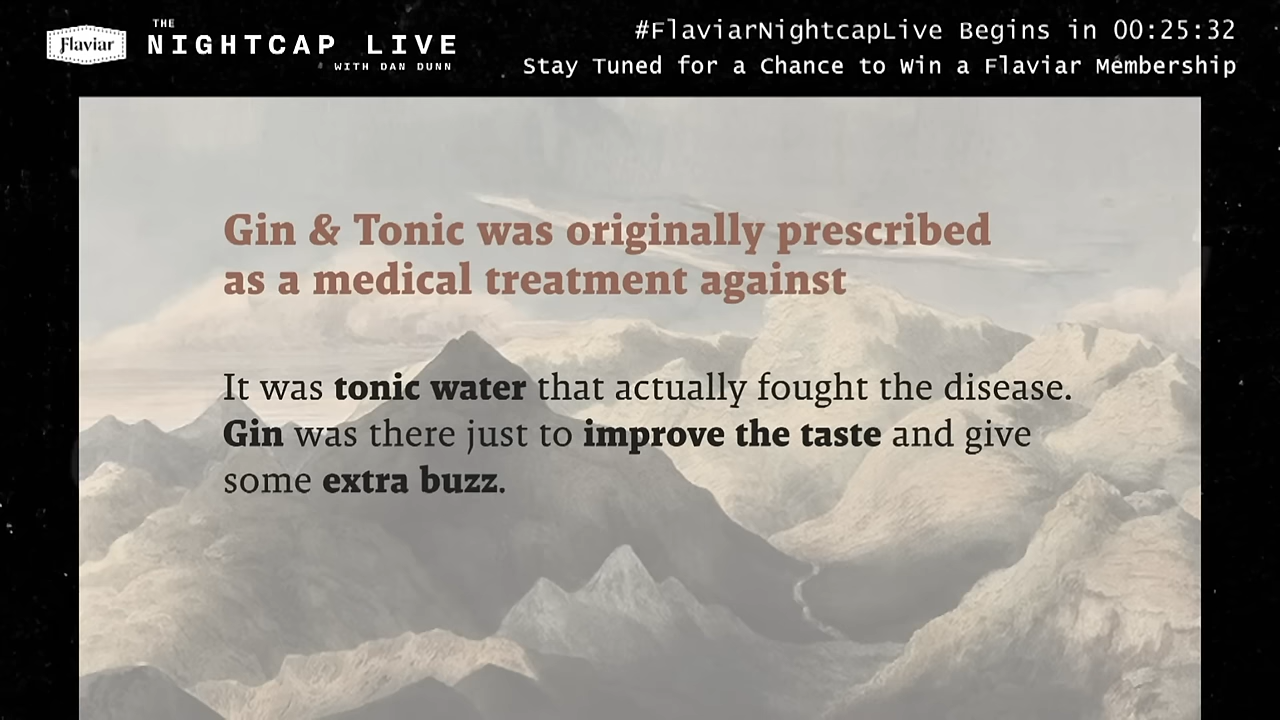 Flaviar
THE
NIGHTCAP LIVE
WITH DAN DUNN
#FlaviarNightcapLive Begins in 00:25:32
Stay Tuned for a Chance to Win a Flaviar Membership
Gin & Tonic was originally prescribed
as a medical treatment against
It was tonic water that actually fought the disease.
Gin was there just to improve the taste and give
some extra buzz.